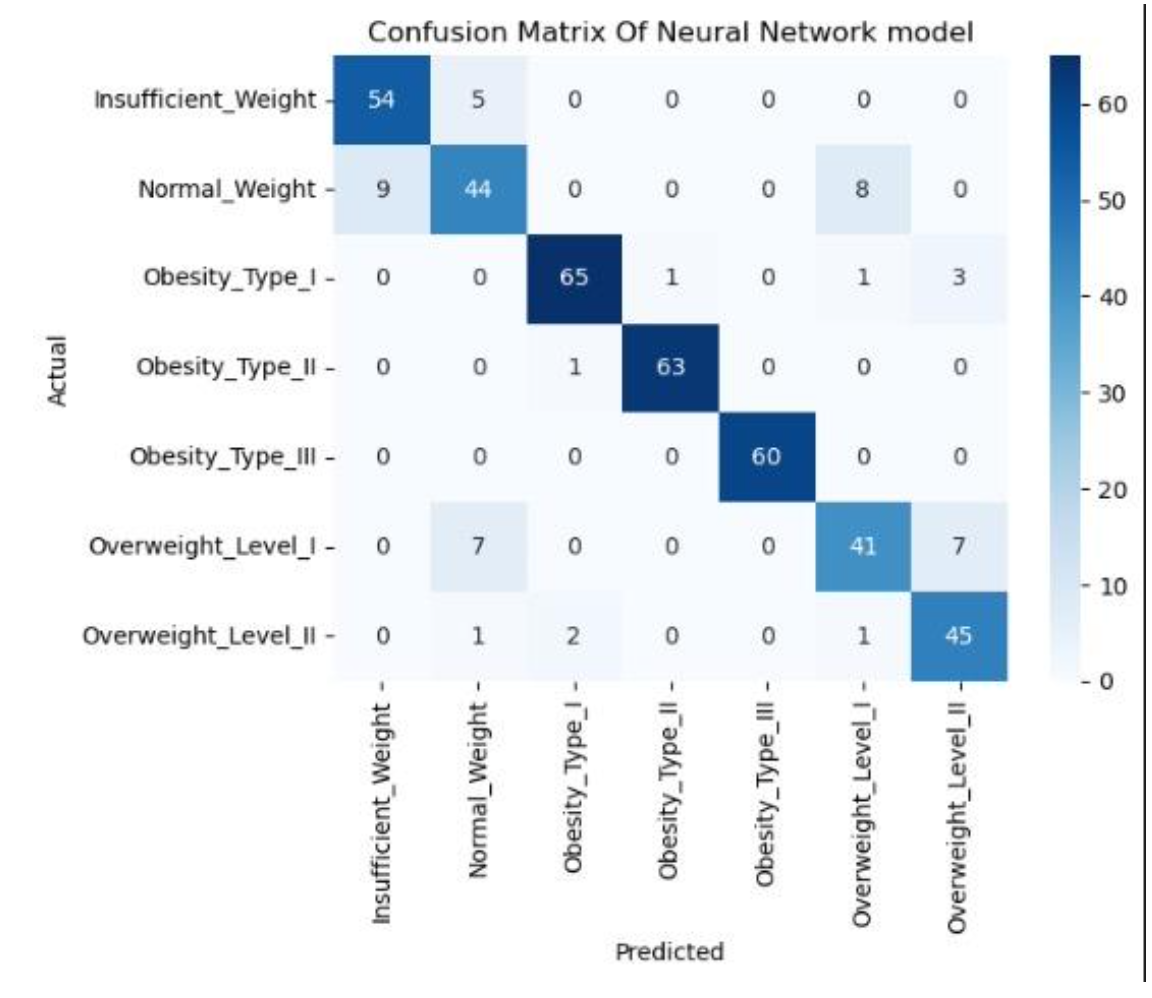 Confusion Matrix Of Neural Network model
Insufficient_Weight 54 5 0 0 0 0 0
Normal_Weight 9 44 0 0 0 8 0
Obesity_Type_I 0 0 65 1 0 1 3
Obesity_Type_II 0 0 1 63 0 0 0
Obesity_Type_III 0 0 0 0 60 0 0
Overweight_Level_I 0 7 0 0 0 41 7
Overweight_Level_II 0 1 2 0 0 1 45
Actual
Insufficient_Weight
Normal_Weight
Obesity_Type_I
Obesity_Type_II
Obesity_Type_III
Overweight_Level_I
Overweight_Level_II
Predicted
60
50
40
30
20
10
0